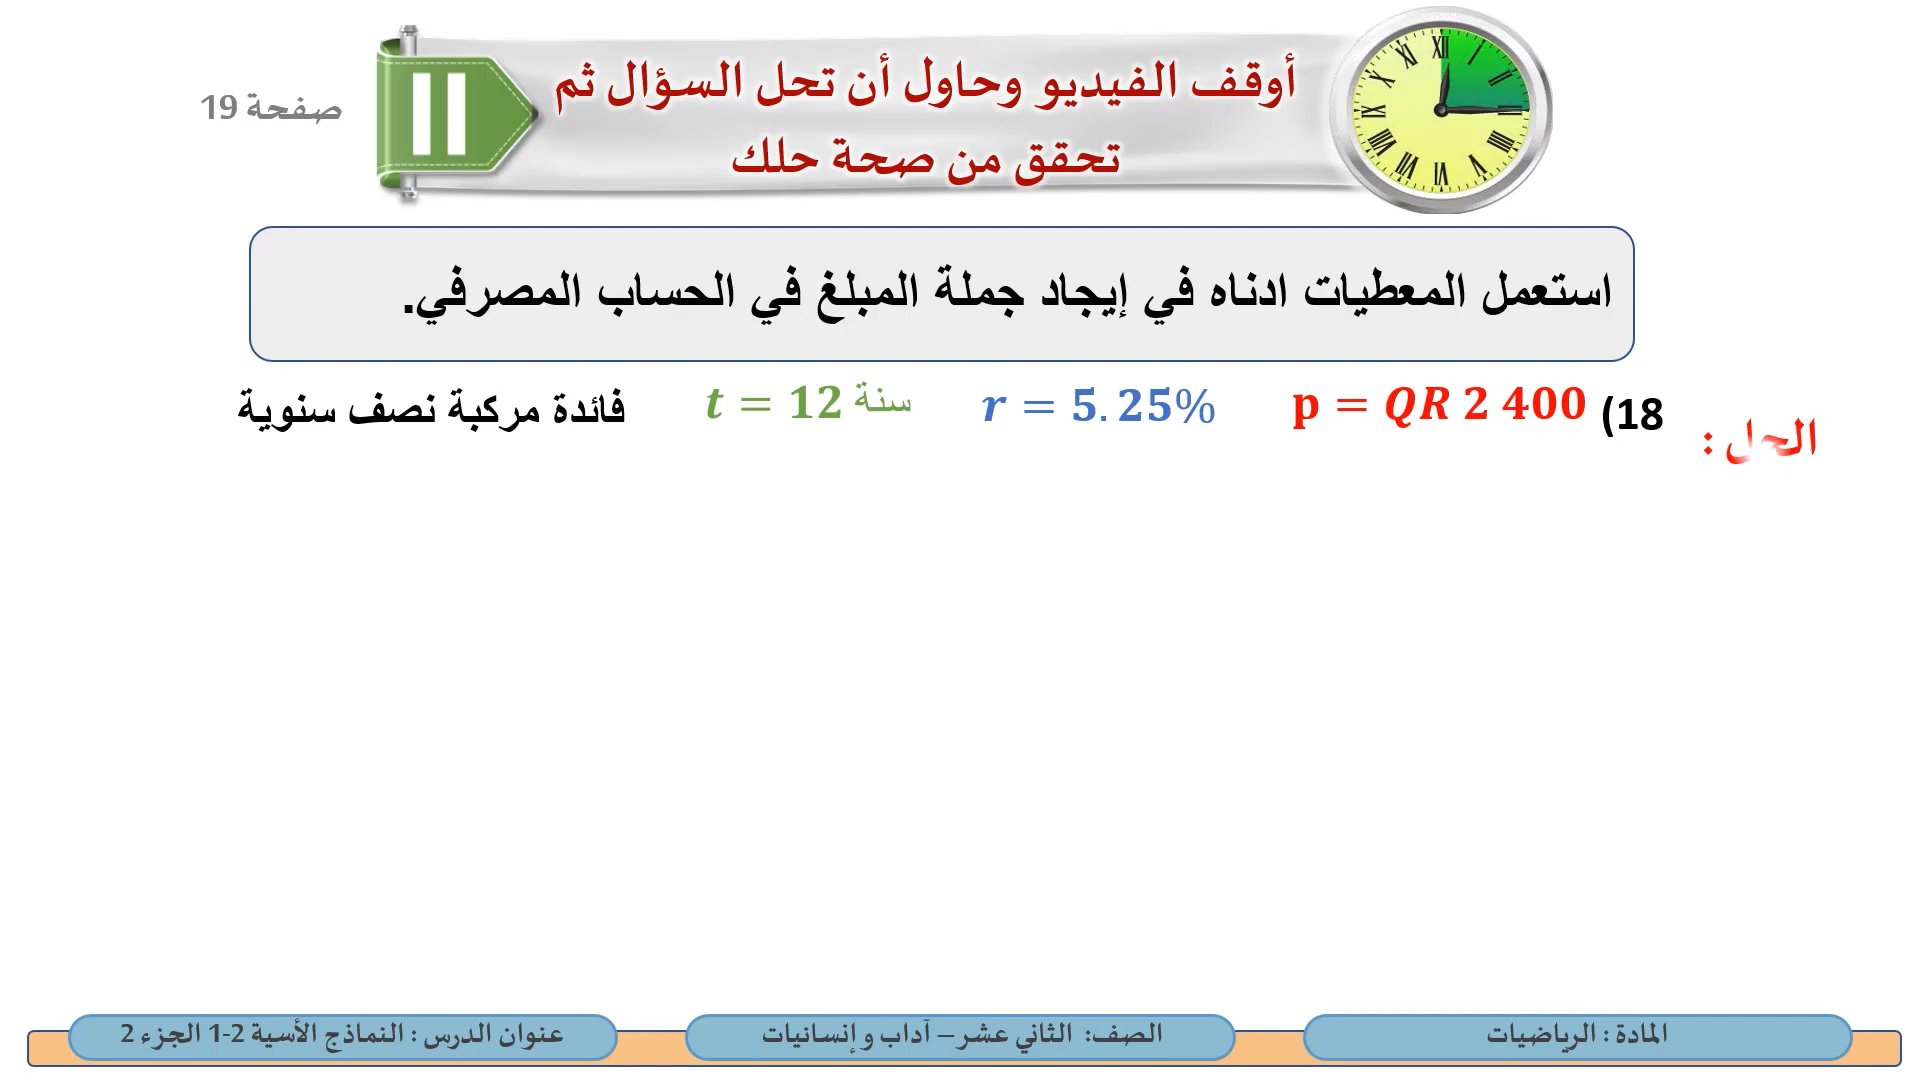 أوقف الفيديو وحاول أن تحل السؤال ثم
تحقق من صحة حلك
صفحة 19
استعمل المعطيات ادناه في إيجاد جملة المبلغ في الحساب المصرفي.
الحل :
18) p = QR 2 400 r = 5.25% t = 12 سنة فائدة مركبة نصف سنوية
المادة : الرياضيات
الصف: الثاني عشر – آداب و إنسانيات
عنوان الدرس : النماذج الأسية 2-1 الجزء 2